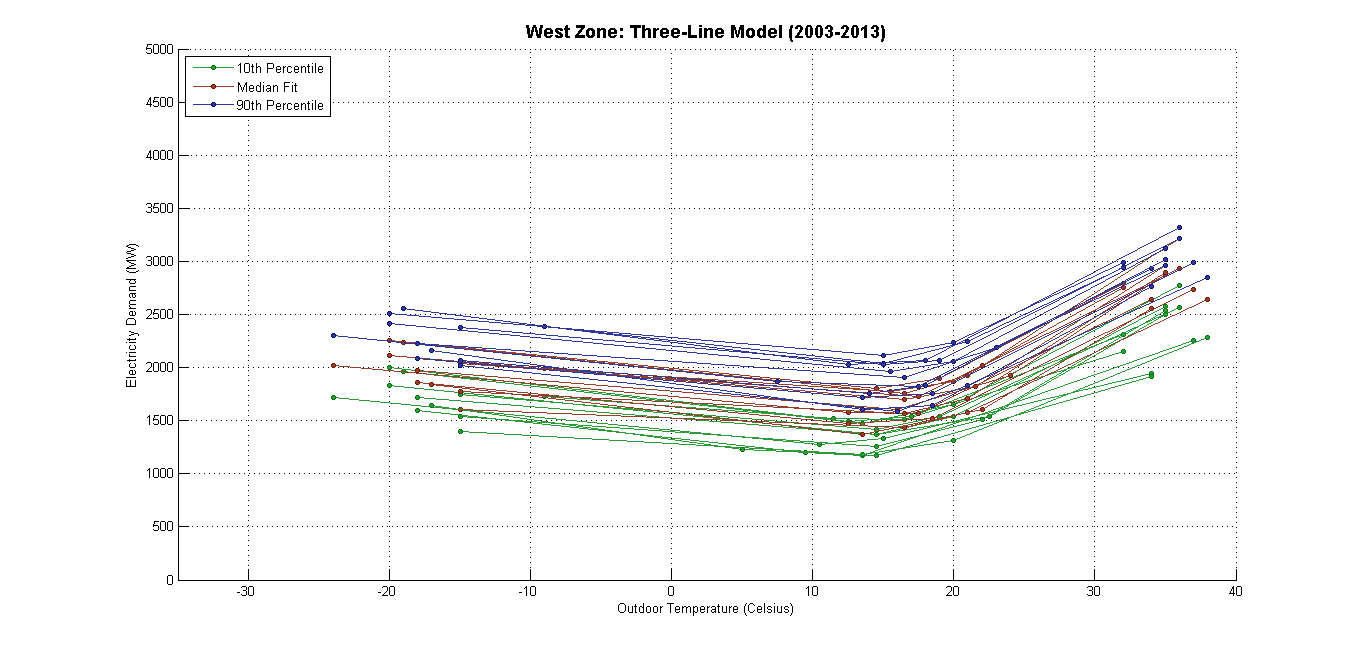 West Zone: Three-Line Model (2003-2013)
5000
4500
4000
3500
3000
2500
2000
1500
1000
500
0
Electricity Demand (MW)
10th Percentile
Median Fit
90th Percentile
-30 -20 -10 0 10 20 30 40
Outdoor Temperature (Celsius)